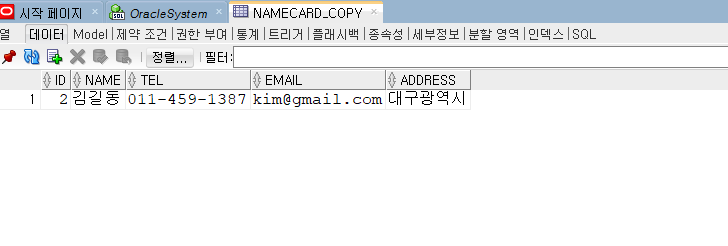 시작 페이지 × OracleSystem × NAMECARD_COPY ×
열 데이터 Model 제약 조건 권한 부여 통계 트리거 플래시백 종속성 세부정보 분할 영역 인덱스 SQL
정렬... 필터:
ID NAME TEL EMAIL ADDRESS
1 2 김길동 011-459-1387 kim@gmail.com 대구광역시